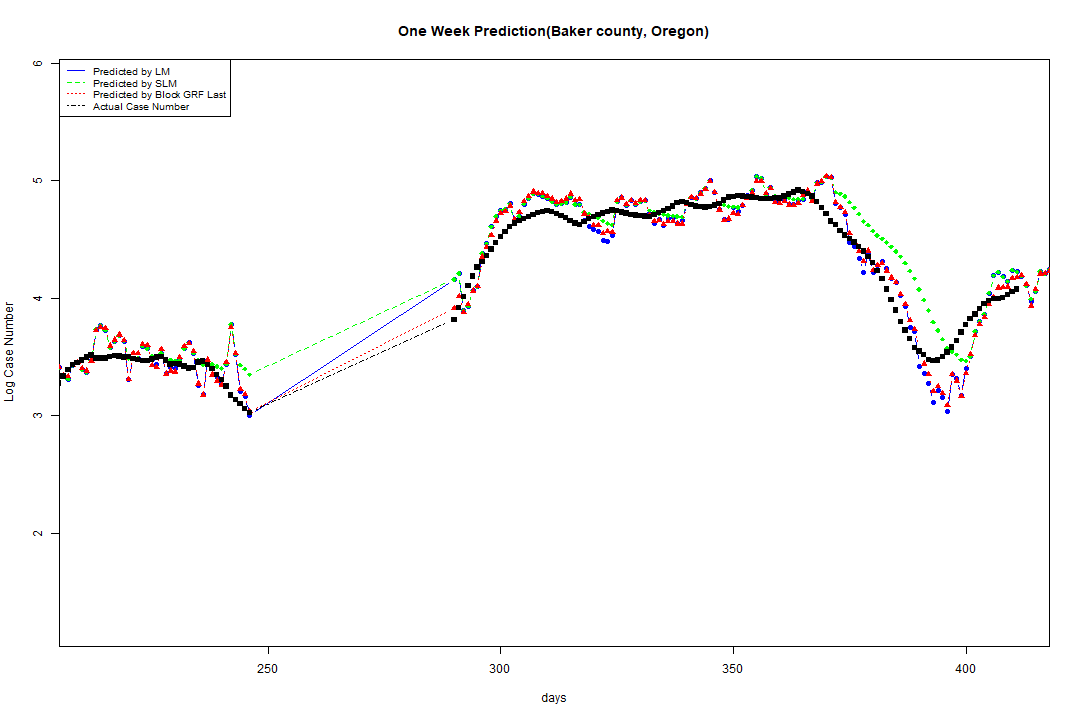 One Week Prediction(Baker county, Oregon)
6
Predicted by LM
Predicted by SLM
Predicted by Block GRF Last
Actual Case Number
5
4
3
2
Log Case Number
250
300
350
400
days